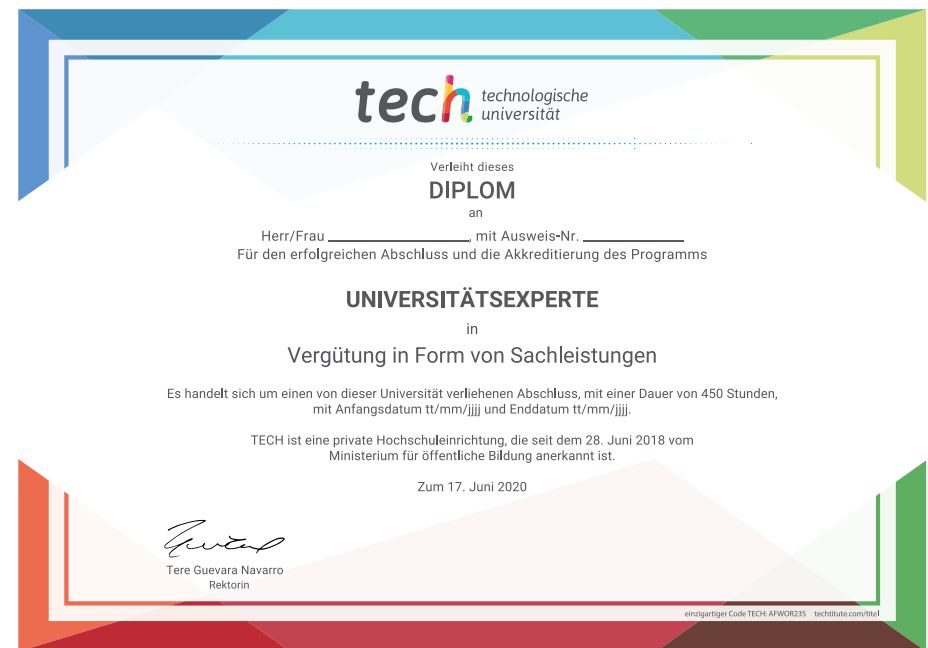 tech technologische
universität
Verleiht dieses
DIPLOM
an
Herr/Frau ____________________, mit Ausweis-Nr. ______________
Für den erfolgreichen Abschluss und die Akkreditierung des Programms
UNIVERSITÄTSEXPERTE
in
Vergütung in Form von Sachleistungen
Es handelt sich um einen von dieser Universität verliehenen Abschluss, mit einer Dauer von 450 Stunden,
mit Anfangsdatum tt/mm/jjjj und Enddatum tt/mm/jjjj.
TECH ist eine private Hochschuleinrichtung, die seit dem 28. Juni 2018 vom
Ministerium für öffentliche Bildung anerkannt ist.
Zum 17. Juni 2020
Tere Guevara Navarro
Rektorin
einzigartiger Code TECH: AFWOR235 techtitute.com/titel